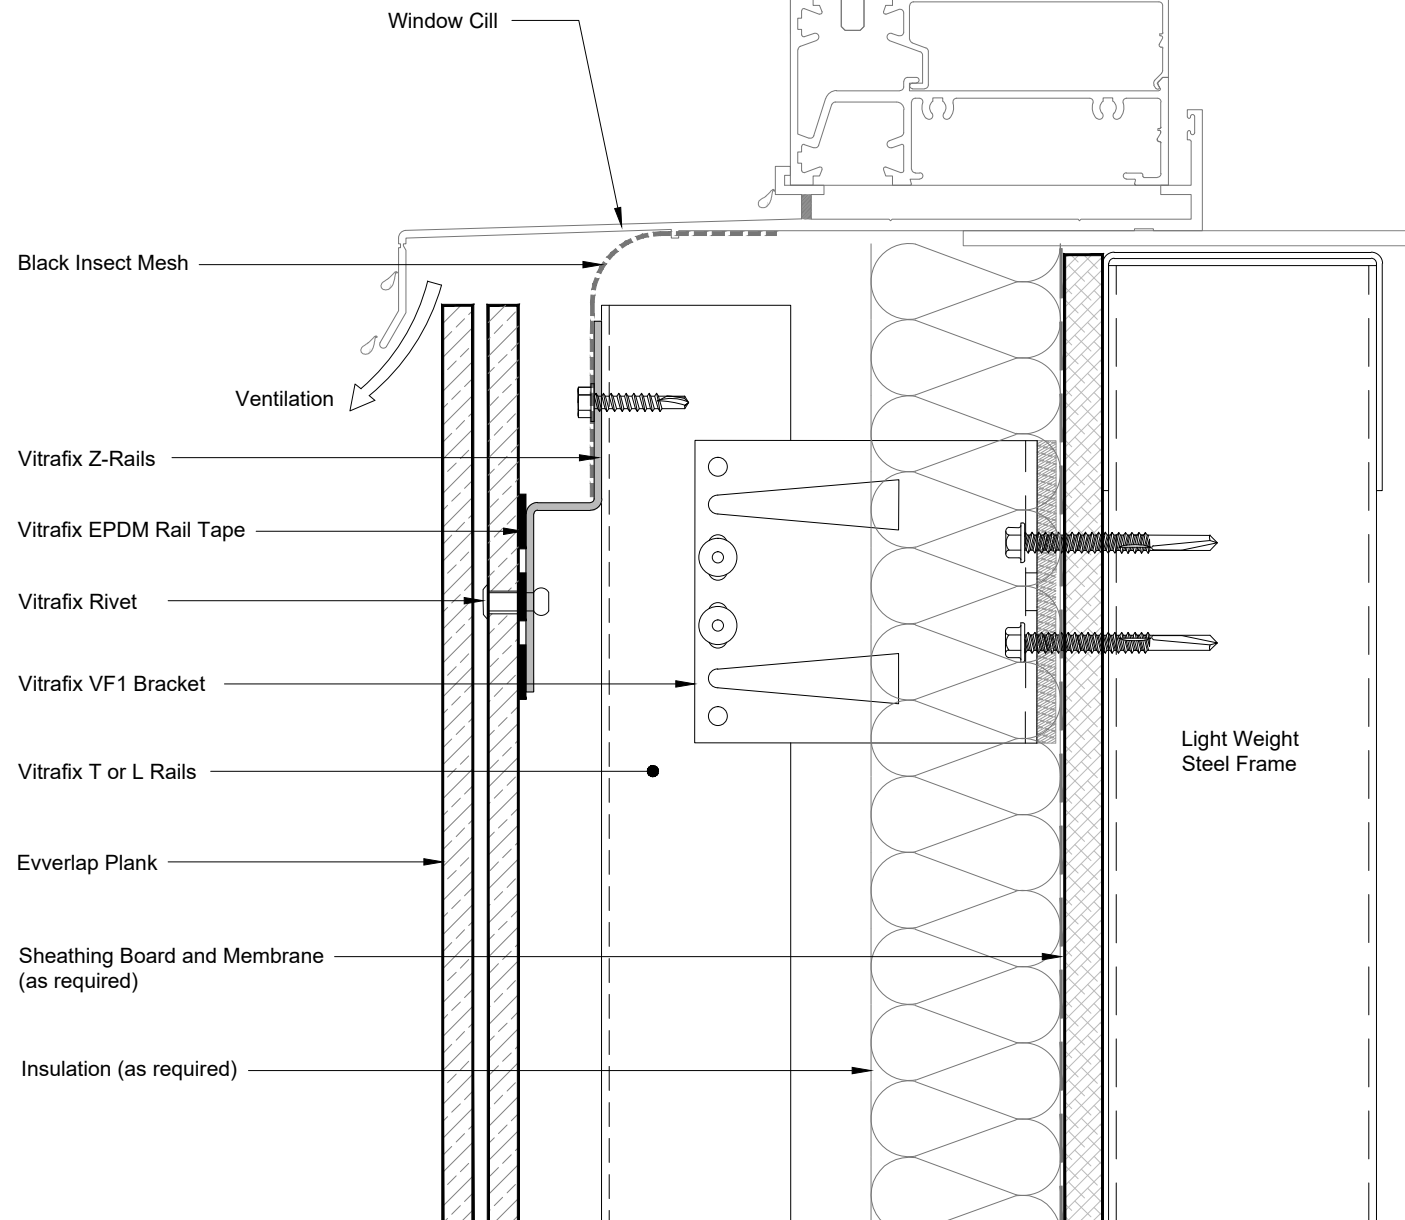 Window Cill
Black Insect Mesh
Ventilation
Vitrafix Z-Rails
Vitrafix EPDM Rail Tape
Vitrafix Rivet
Vitrafix VF1 Bracket
Light Weight
Steel Frame
Vitrafix T or L Rails
Evverlap Plank
Sheathing Board and Membrane
(as required)
Insulation (as required)